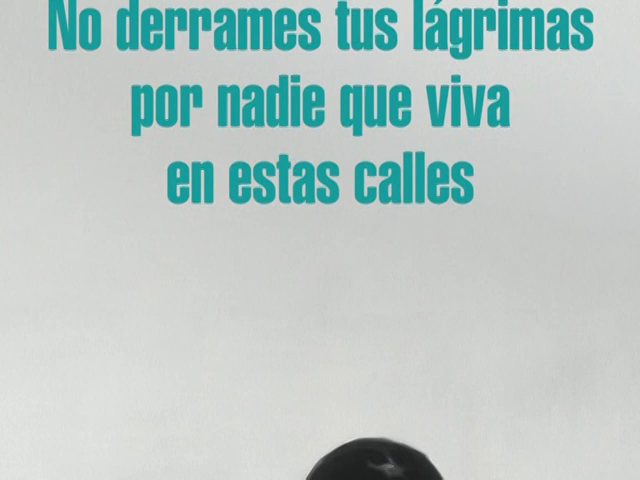 No derrames tus lágrimas
por nadie que viva
en estas calles